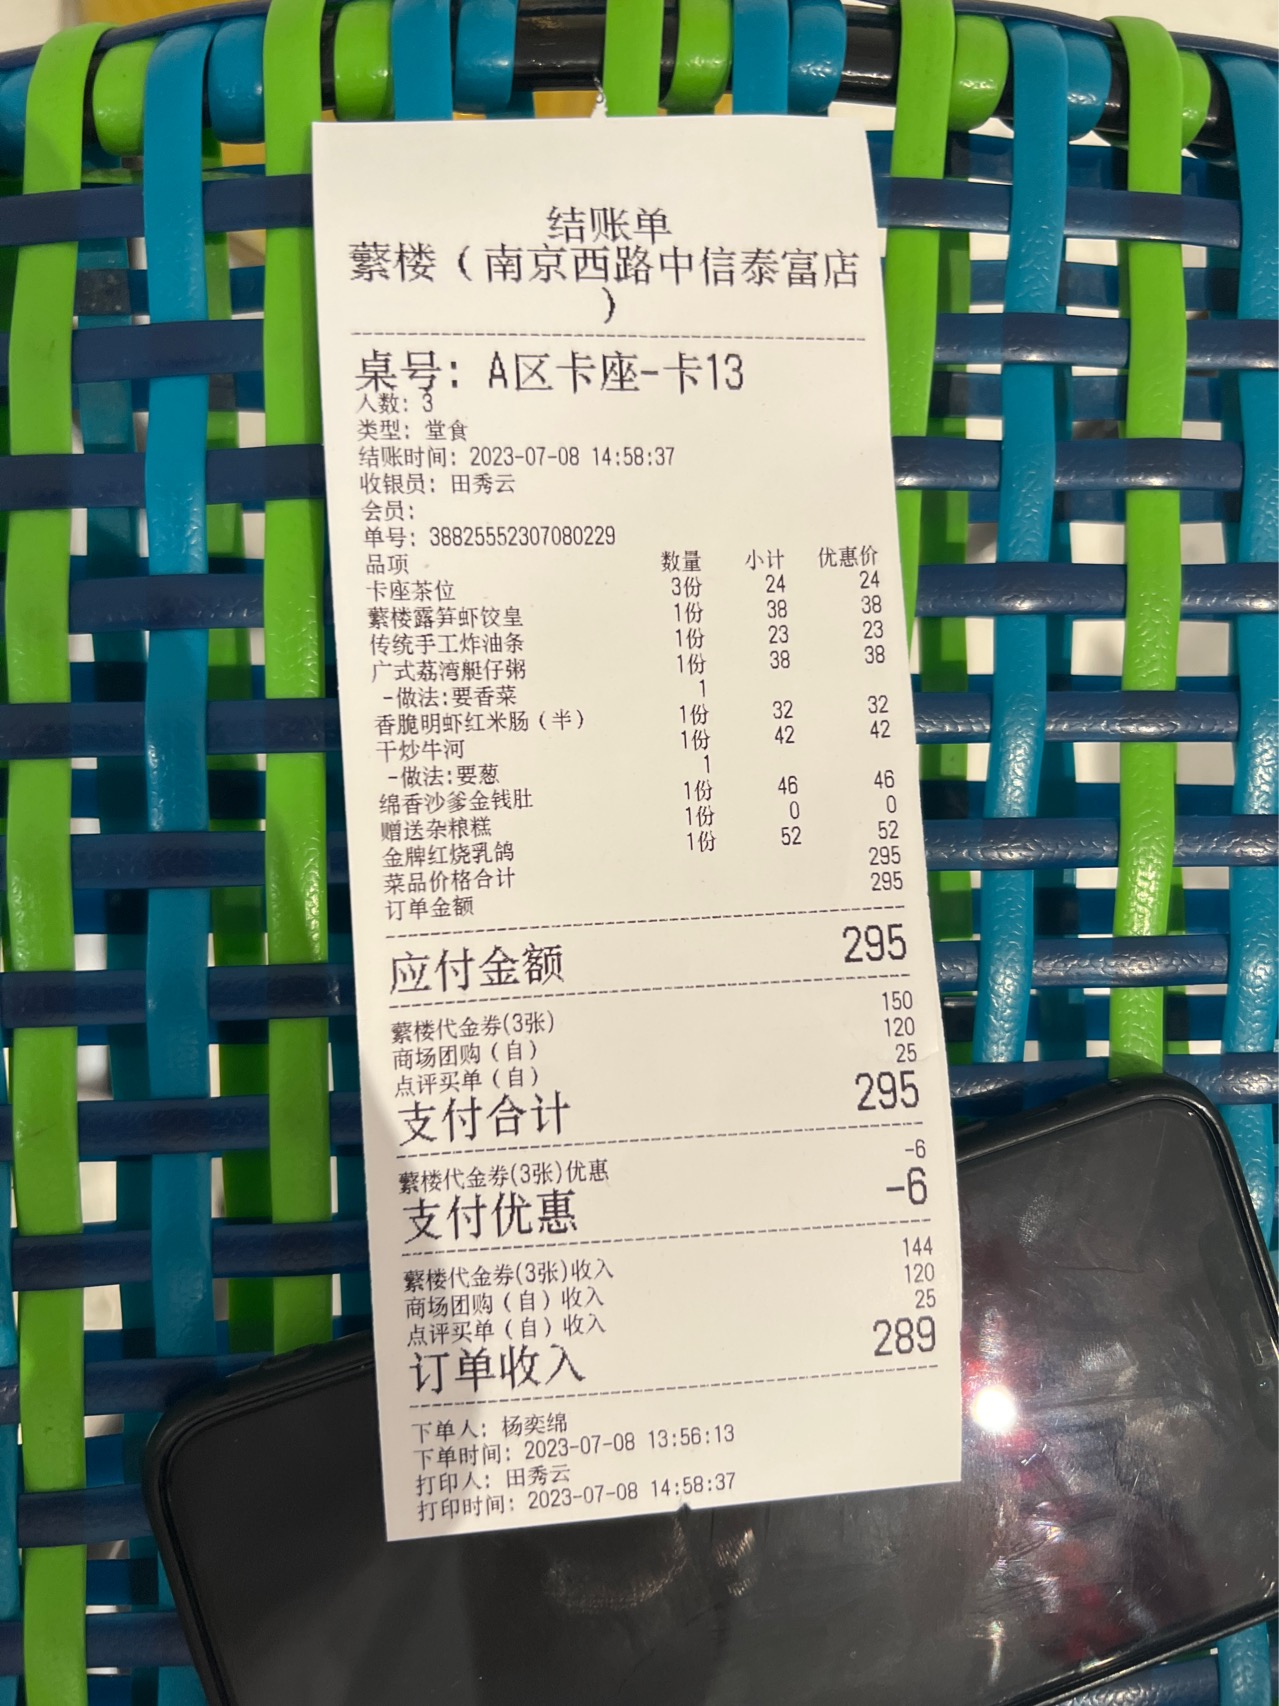 结账单
蘩楼（南京西路中信泰富店
）
桌号：A区卡座-卡13
人数：3
类型：堂食
结账时间：2023-07-08 14:58:37
收银员：田秀云
会员：
单号：38825552307080229
品项 数量 小计 优惠价
卡座茶位 3份 24 24
蘩楼露笋虾饺皇 1份 38 38
传统手工炸油条 1份 23 23
广式荔湾艇仔粥 1份 38 38
-做法:要香菜 1
香脆明虾红米肠（半） 1份 32 32
干炒牛河 1份 42 42
-做法:要葱 1
绵香沙爹金钱肚 1份 46 46
赠送杂粮糕 1份 0 0
金牌红烧乳鸽 1份 52 52
菜品价格合计 295
订单金额 295
应付金额 295
蘩楼代金券(3张) 150
商场团购（自） 120
点评买单（自） 25
支付合计 295
蘩楼代金券(3张)优惠 -6
支付优惠 -6
蘩楼代金券(3张)收入 144
商场团购（自）收入 120
点评买单（自）收入 25
订单收入 289
下单人：杨奕绵
下单时间：2023-07-08 13:56:13
打印人：田秀云
打印时间：2023-07-08 14:58:37